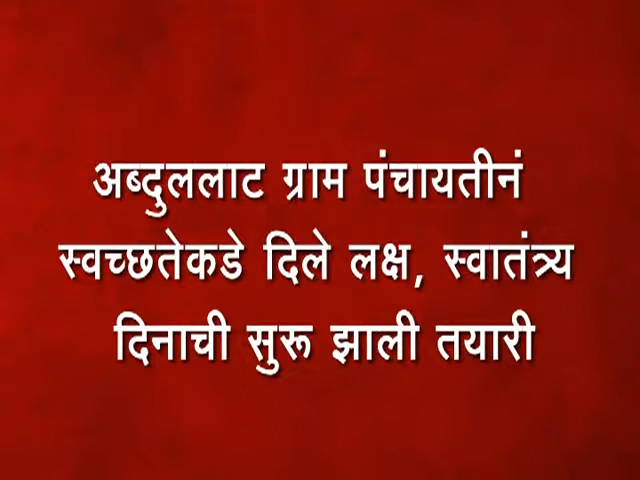 अब्दुललाट ग्राम पंचायतीनं
स्वच्छतेकडे दिले लक्ष, स्वातंत्र्य
दिनाची सुरू झाली तयारी